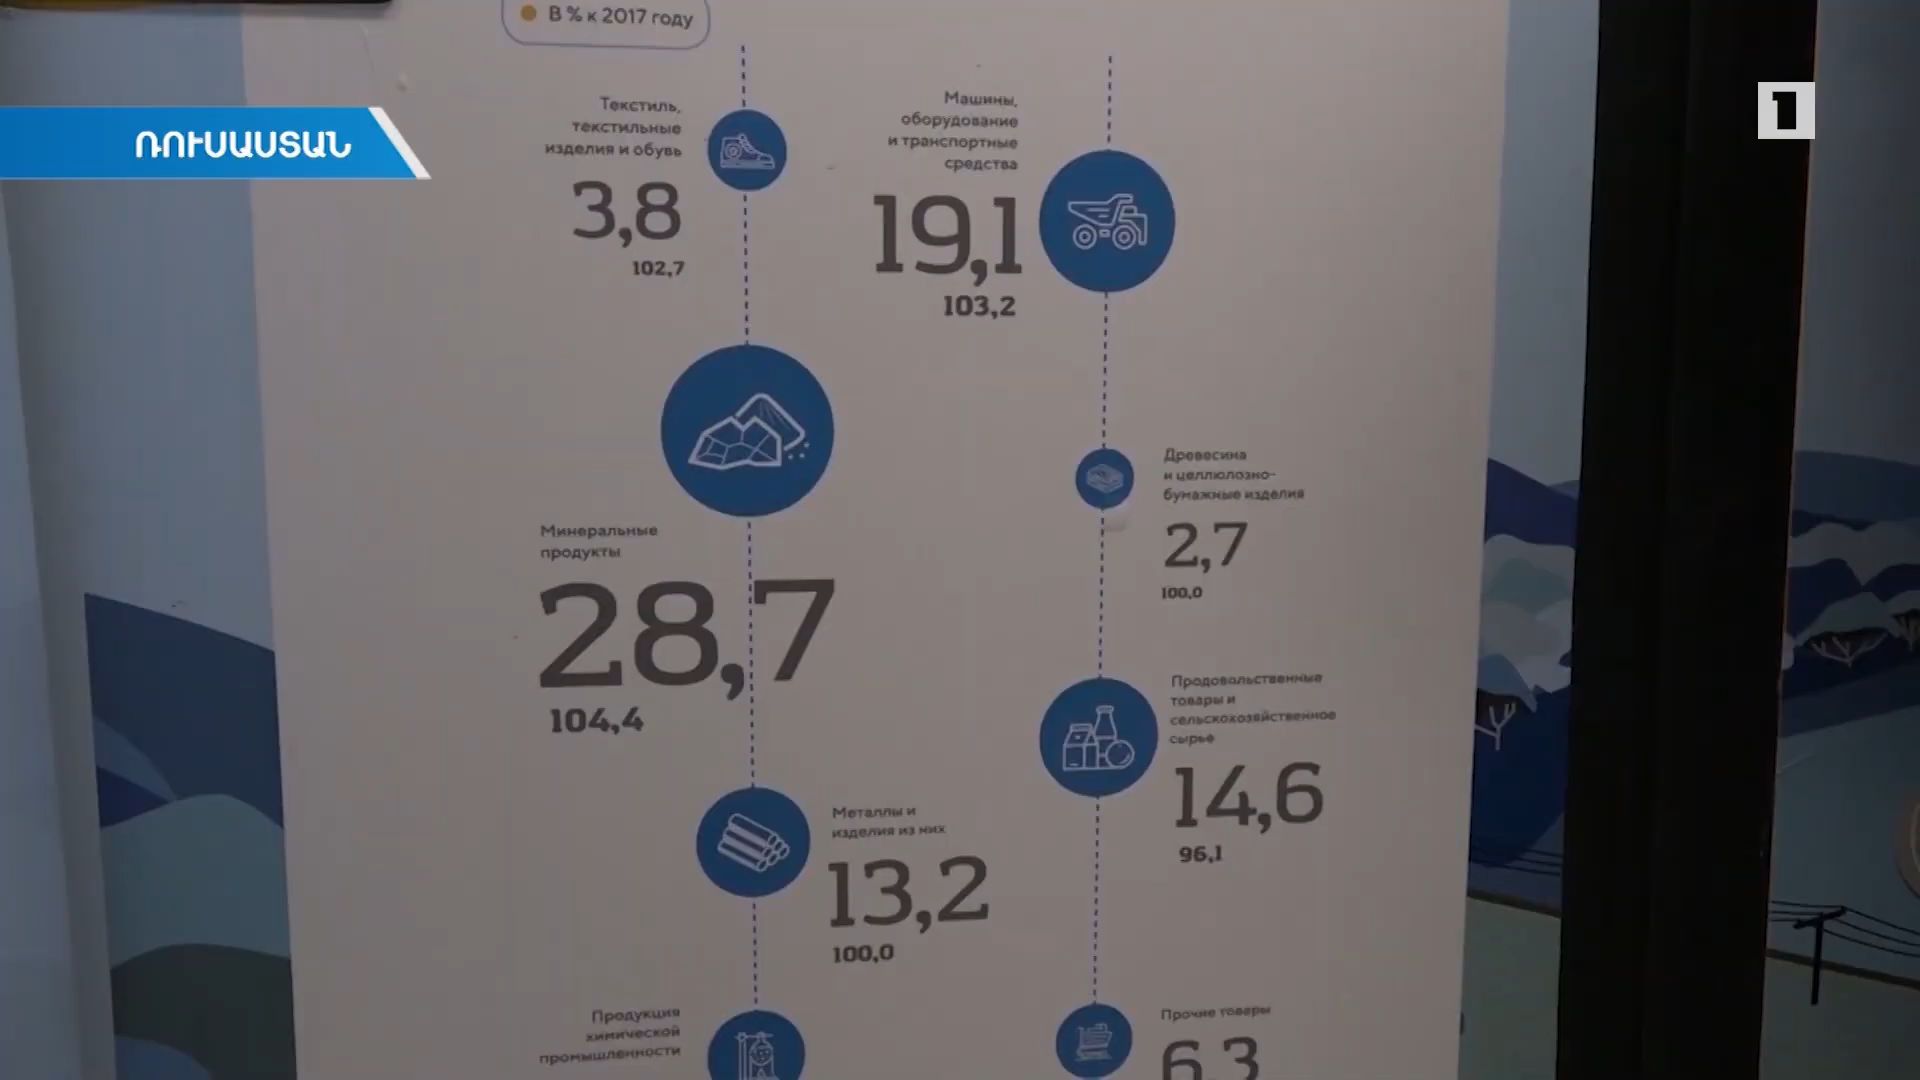 В % к 2017 году
ՌՈՒՍԱՍՏԱՆ
1
Текстиль,
текстильные
изделия и обувь
3,8
102,7
Машины,
оборудование
и транспортные
средства
19,1
103,2
Минеральные
продукты
28,7
104,4
Древесина
и целлюлозно-
бумажные изделия
2,7
100,0
Продовольственные
товары и
сельскохозяйственное
сырье
14,6
96,1
Металлы и
изделия из них
13,2
100,0
Продукция
химической
промышленности
Прочие товары
6,3